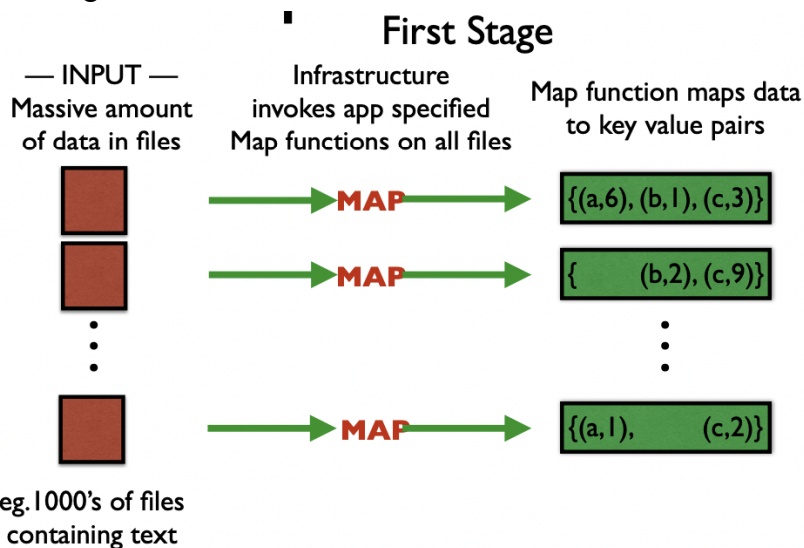 First Stage
— INPUT —
Massive amount
of data in files
Infrastructure
invokes app specified
Map functions on all files
Map function maps data
to key value pairs
MAP
{(a,6), (b,1), (c,3)}
MAP
{ (b,2), (c,9)}
MAP
{(a,1), (c,2)}
eg.1000's of files
containing text